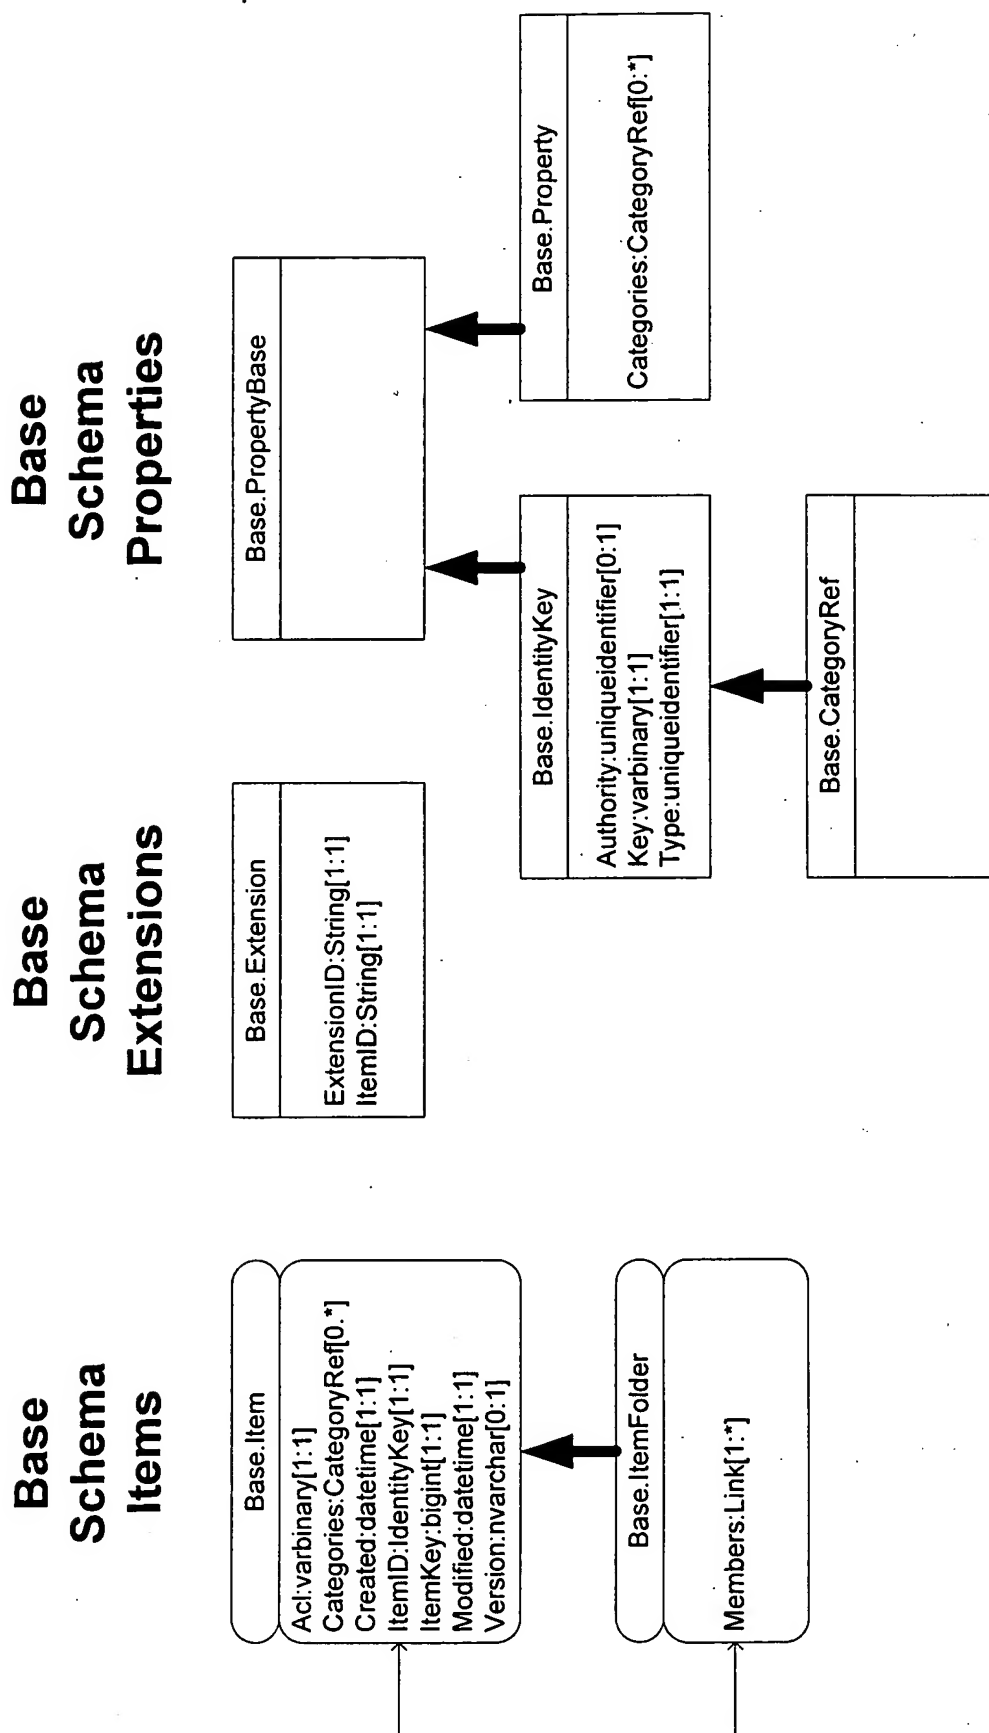 Base
Schema
Items
Base.Item
Acl:varbinary[1:1]
Categories:CategoryRef[0.*]
Created:datetime[1:1]
ItemID:IdentityKey[1:1]
ItemKey:bigint[1:1]
Modified:datetime[1:1]
Version:nvarchar[0:1]
Base.ItemFolder
Members:Link[1:*]
Base
Schema
Extensions
Base.Extension
ExtensionID:String[1:1]
ItemID:String[1:1]
Base
Schema
Properties
Base.PropertyBase
Base.IdentityKey
Authority:uniqueidentifier[0:1]
Key:varbinary[1:1]
Type:uniqueidentifier[1:1]
Base.Property
Categories:CategoryRef[0:*]
Base.CategoryRef